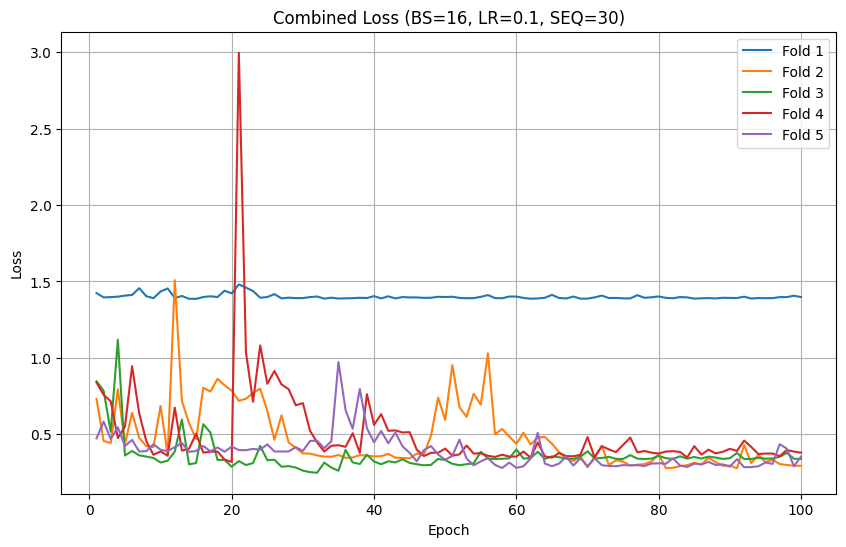 Combined Loss (BS=16, LR=0.1, SEQ=30)
3.0
2.5
2.0
1.5
1.0
0.5
Loss
0
20
40
60
80
100
Epoch
Fold 1
Fold 2
Fold 3
Fold 4
Fold 5